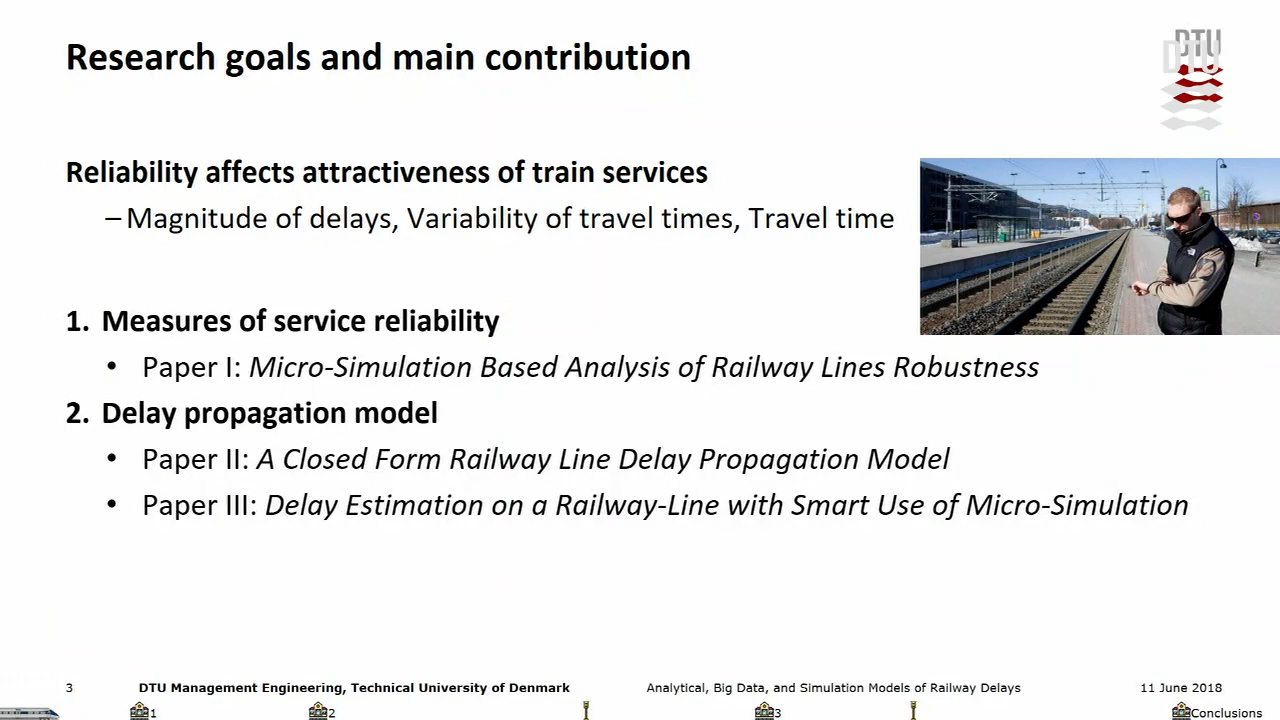 Research goals and main contribution
DTU
Reliability affects attractiveness of train services
– Magnitude of delays, Variability of travel times, Travel time
1. Measures of service reliability
• Paper I: Micro-Simulation Based Analysis of Railway Lines Robustness
2. Delay propagation model
• Paper II: A Closed Form Railway Line Delay Propagation Model
• Paper III: Delay Estimation on a Railway-Line with Smart Use of Micro-Simulation
3 DTU Management Engineering, Technical University of Denmark Analytical, Big Data, and Simulation Models of Railway Delays 11 June 2018
1 2 3 Conclusions